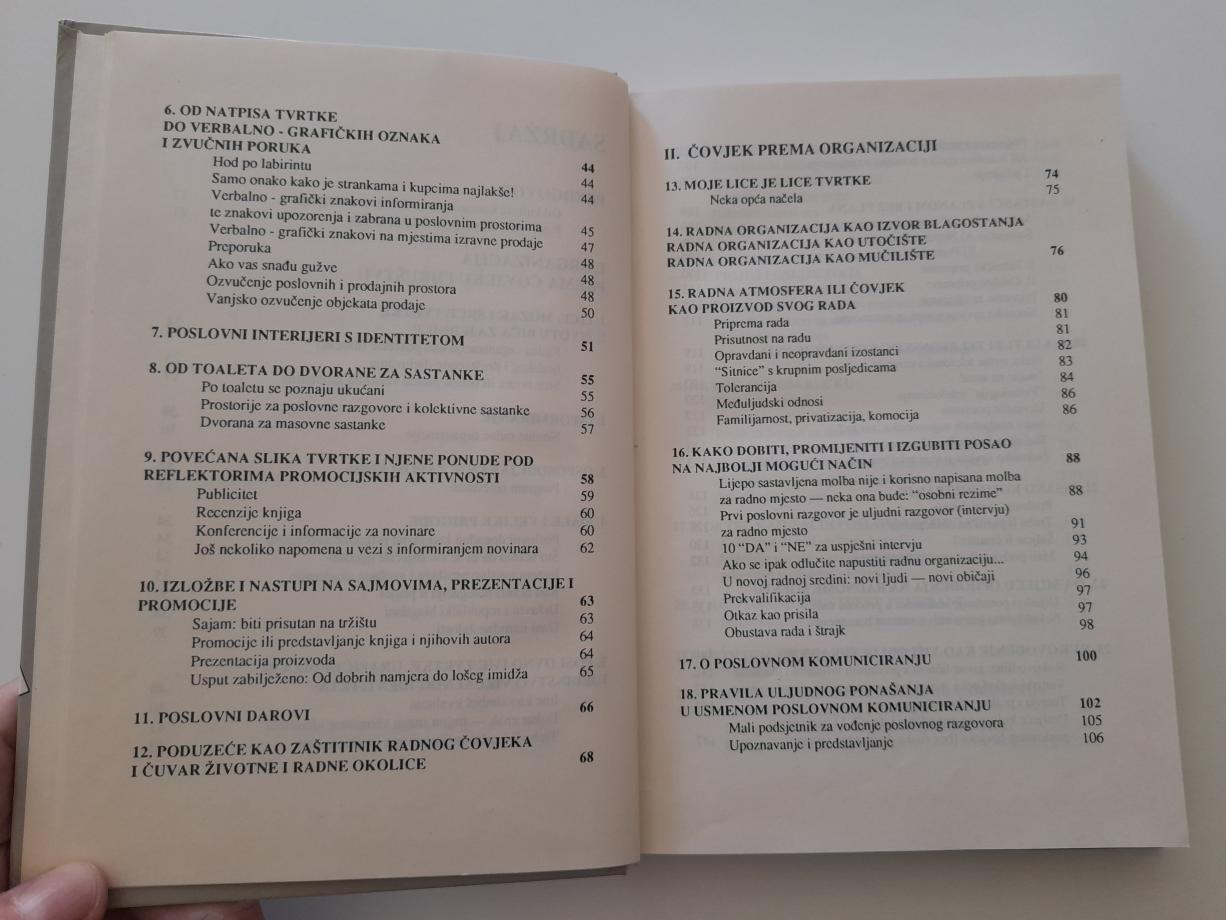 6. OD NATPISA TVRTKE
DO VERBALNO - GRAFIČKIH OZNAKA
I ZVUČNIH PORUKA 44
Hod po labirintu 44
Samo onako kako je strankama i kupcima najlakše! 44
Verbalno - grafički znakovi informiranja
te znakovi upozorenja i zabrana u poslovnim prostorima 45
Verbalno - grafički znakovi na mjestima izravne prodaje 47
Preporuka 48
Ako vas snađu gužve 48
Ozvučenje poslovnih i prodajnih prostora 48
Vanjsko ozvučenje objekata prodaje 50
7. POSLOVNI INTERIJERI S IDENTITETOM 51
8. OD TOALETA DO DVORANE ZA SASTANKE 55
Po toaletu se poznaju ukućani 55
Prostorije za poslovne razgovore i kolektivne sastanke 56
Dvorana za masovne sastanke 57
9. POVEĆANA SLIKA TVRTKE I NJENE PONUDE POD
REFLEKTORIMA PROMOCIJSKIH AKTIVNOSTI 58
Publicitet 59
Recenzije knjiga 60
Konferencije i informacije za novinare 60
Još nekoliko napomena u vezi s informiranjem novinara 62
10. IZLOŽBE I NASTUPI NA SAJMOVIMA, PREZENTACIJE I
PROMOCIJE 63
Sajam: biti prisutan na tržištu 63
Promocije ili predstavljanje knjiga i njihovih autora 64
Prezentacija proizvoda 64
Usput zabilježeno: Od dobrih namjera do lošeg imidža 65
11. POSLOVNI DAROVI 66
12. PODUZEĆE KAO ZAŠTITINIK RADNOG ČOVJEKA
I ČUVAR ŽIVOTNE I RADNE OKOLICE 68
II. ČOVJEK PREMA ORGANIZACIJI
13. MOJE LICE JE LICE TVRTKE 74
Neka opća načela 75
14. RADNA ORGANIZACIJA KAO IZVOR BLAGOSTANJA
RADNA ORGANIZACIJA KAO UTOČIŠTE
RADNA ORGANIZACIJA KAO MUČILIŠTE 76
15. RADNA ATMOSFERA ILI ČOVJEK
KAO PROIZVOD SVOG RADA 80
Priprema rada 81
Prisutnost na radu 81
Opravdani i neopravdani izostanci 82
“Sitnice” s krupnim posljedicama 83
Tolerancija 84
Međuljudski odnosi 86
Familijarnost, privatizacija, komocija 86
16. KAKO DOBITI, PROMIJENITI I IZGUBITI POSAO
NA NAJBOLJI MOGUĆI NAČIN 88
Lijepo sastavljena molba nije i korisno napisana molba
za radno mjesto — neka ona bude: “osobni rezime” 88
Prvi poslovni razgovor je uljudni razgovor (intervju)
za radno mjesto 91
10 “DA” i “NE” za uspješni intervju 93
Ako se ipak odlučite napustiti radnu organizaciju... 94
U novoj radnoj sredini: novi ljudi — novi običaji 96
Prekvalifikacija 97
Otkaz kao prisila 97
Obustava rada i štrajk 98
17. O POSLOVNOM KOMUNICIRANJU 100
18. PRAVILA ULJUDNOG PONAŠANJA
U USMENOM POSLOVNOM KOMUNICIRANJU 102
Mali podsjetnik za vođenje poslovnog razgovora 105
Upoznavanje i predstavljanje 106